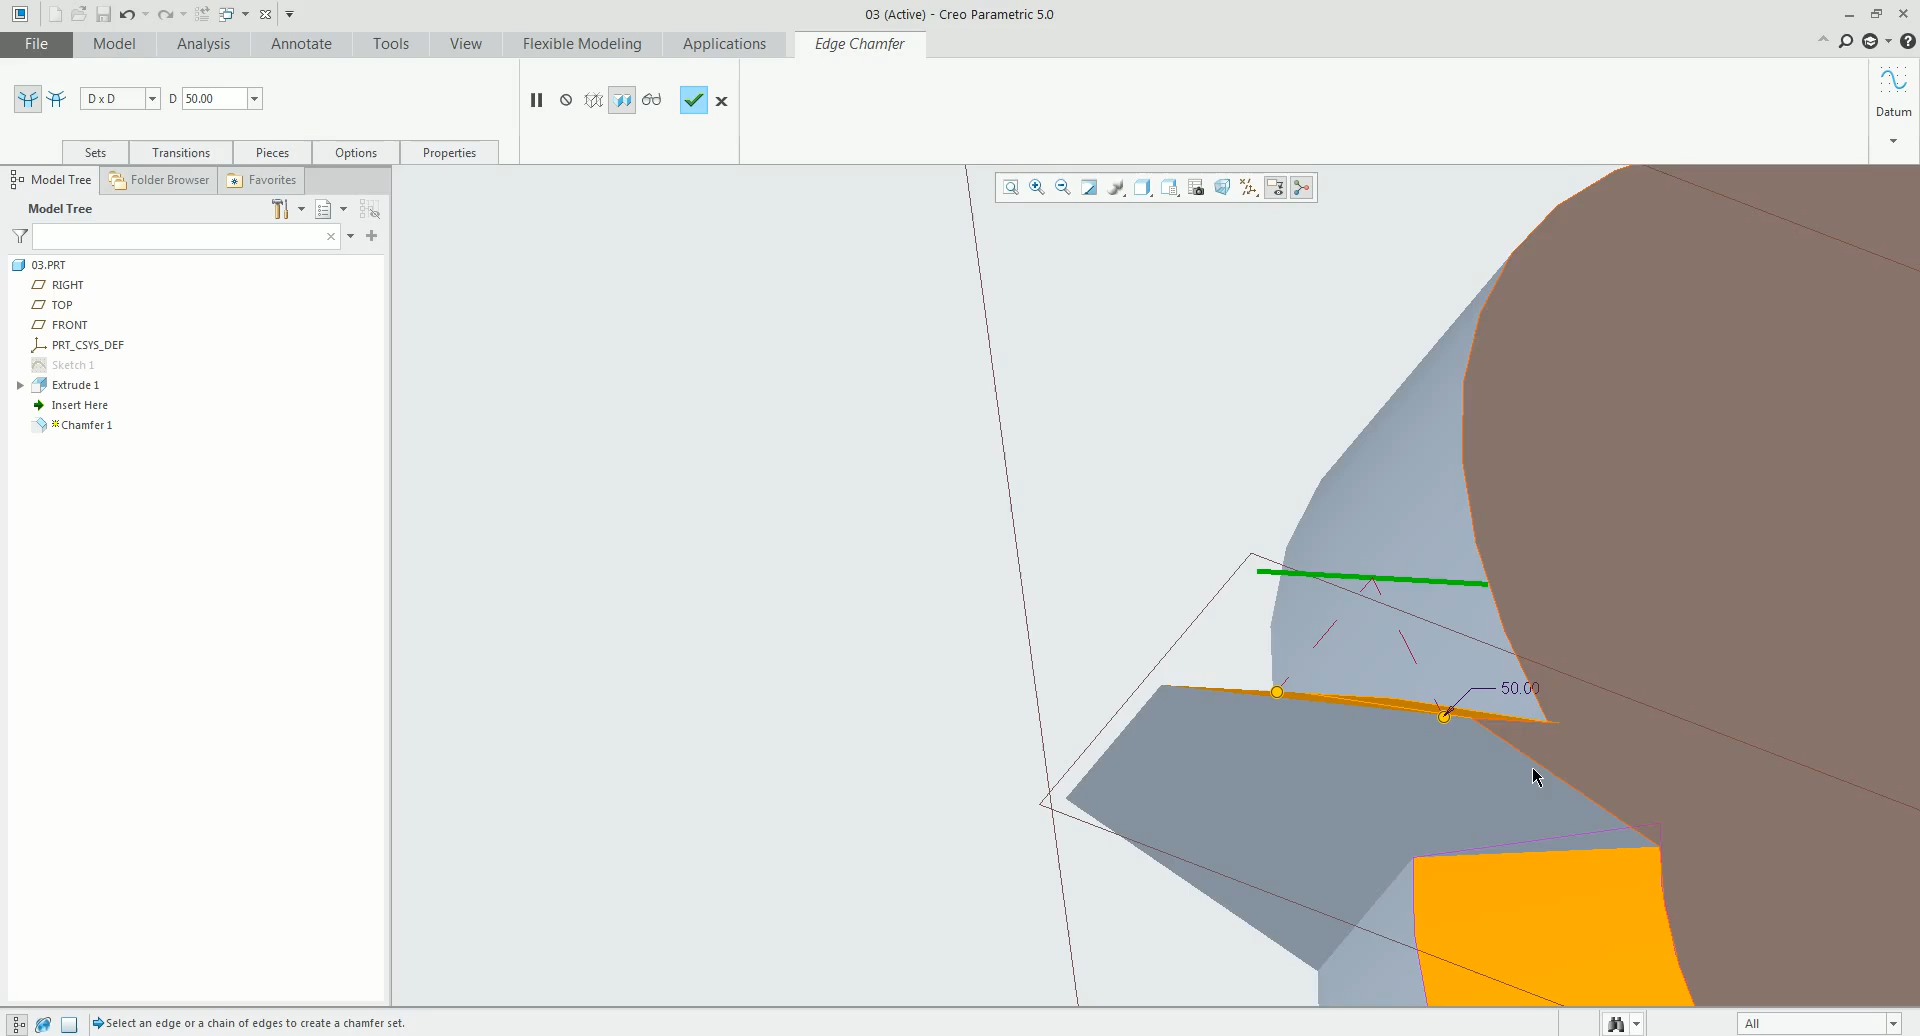 03 (Active) - Creo Parametric 5.0
File Model Analysis Annotate Tools View Flexible Modeling Applications Edge Chamfer
D x D D 50.00
Datum
Sets Transitions Pieces Options Properties
Model Tree Folder Browser Favorites
Model Tree
03.PRT
RIGHT
TOP
FRONT
PRT_CSYS_DEF
Sketch 1
Extrude 1
Insert Here
Chamfer 1
50.00
Select an edge or a chain of edges to create a chamfer set.
All